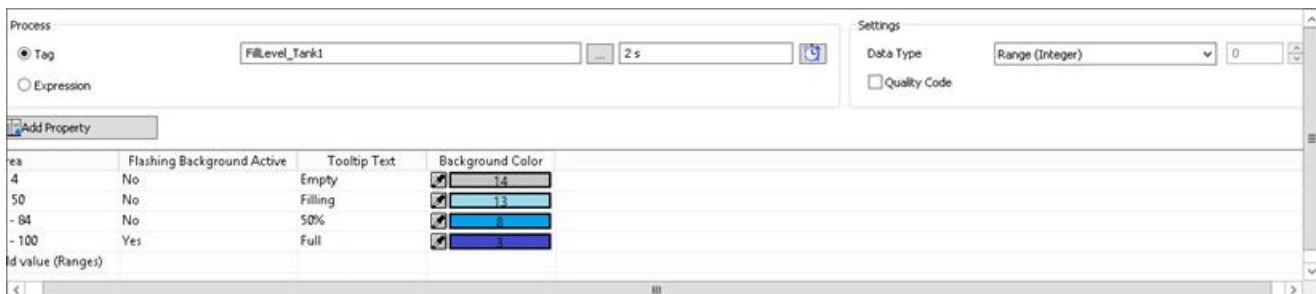 Process
Tag
FillLevel_Tank1
...
2 s
Expression
Settings
Data Type
Range (Integer)
0
Quality Code
Add Property
rea Flashing Background Active Tooltip Text Background Color
4 No Empty 14
50 No Filling 13
- 84 No 50% 8
- 100 Yes Full 3
ld value (Ranges)